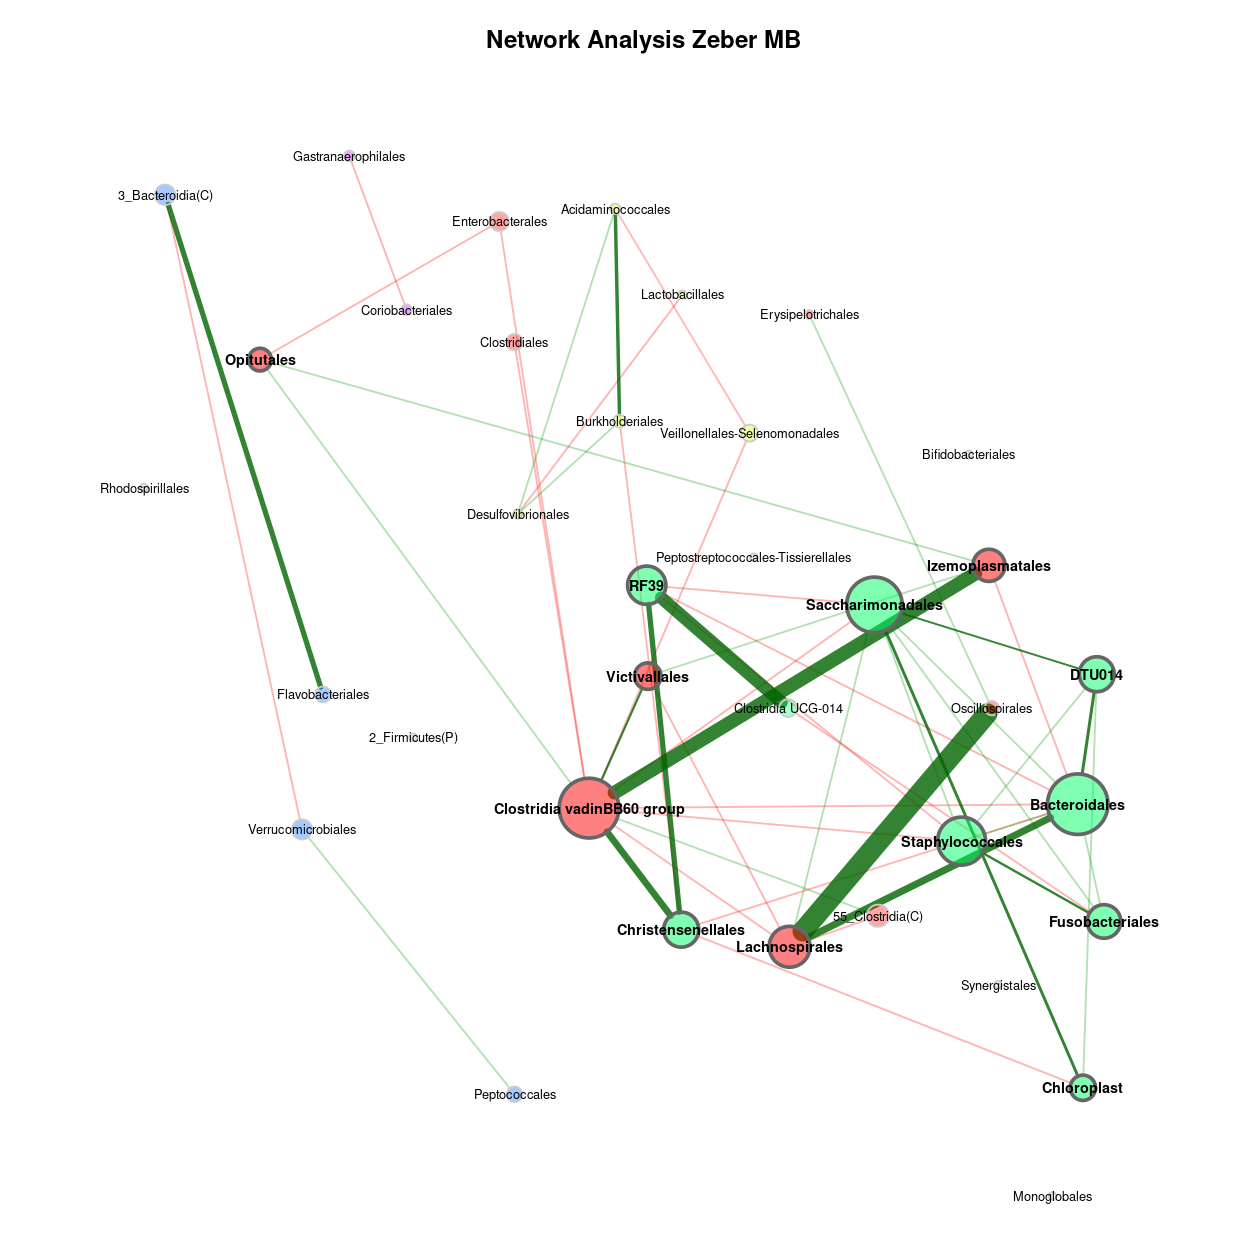 Network Analysis Zeber MB
Gastranaerophilales
3_Bacteroidia(C)
Enterobacterales
Acidaminococcales
Lactobacillales
Coriobacteriales
Erysipelotrichales
Clostridiales
Opitutales
Burkholderiales
Veillonellales-Selenomonadales
Bifidobacteriales
Rhodospirillales
Desulfovibrionales
Peptostreptococcales-Tissierellales
Izemoplasmatales
RF39
Saccharimonadales
DTU014
Victivallales
Flavobacteriales
Clostridia UCG-014
Oscillospirales
2_Firmicutes(P)
Bacteroidales
Clostridia vadinBB60 group
Verrucomicrobiales
Staphylococcales
55_Clostridia(C)
Fusobacteriales
Christensenellales
Lachnospirales
Synergistales
Chloroplast
Peptococcales
Monoglobales